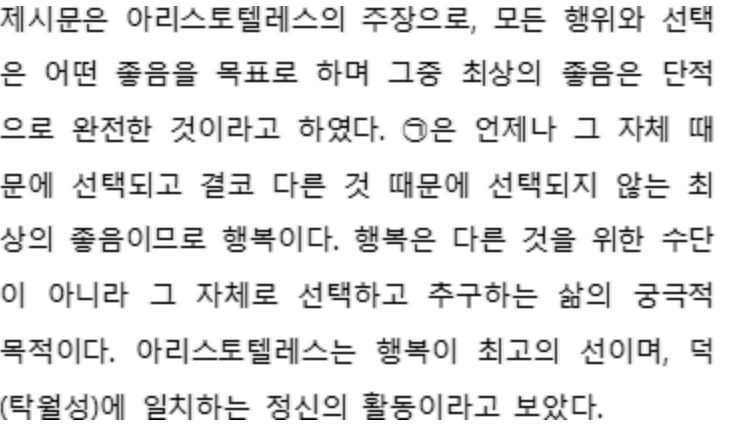 제시문은 아리스토텔레스의 주장으로, 모든 행위와 선택
은 어떤 좋음을 목표로 하며 그중 최상의 좋음은 단적
으로 완전한 것이라고 하였다. ㉠은 언제나 그 자체 때
문에 선택되고 결코 다른 것 때문에 선택되지 않는 최
상의 좋음이므로 행복이다. 행복은 다른 것을 위한 수단
이 아니라 그 자체로 선택하고 추구하는 삶의 궁극적
목적이다. 아리스토텔레스는 행복이 최고의 선이며, 덕
(탁월성)에 일치하는 정신의 활동이라고 보았다.